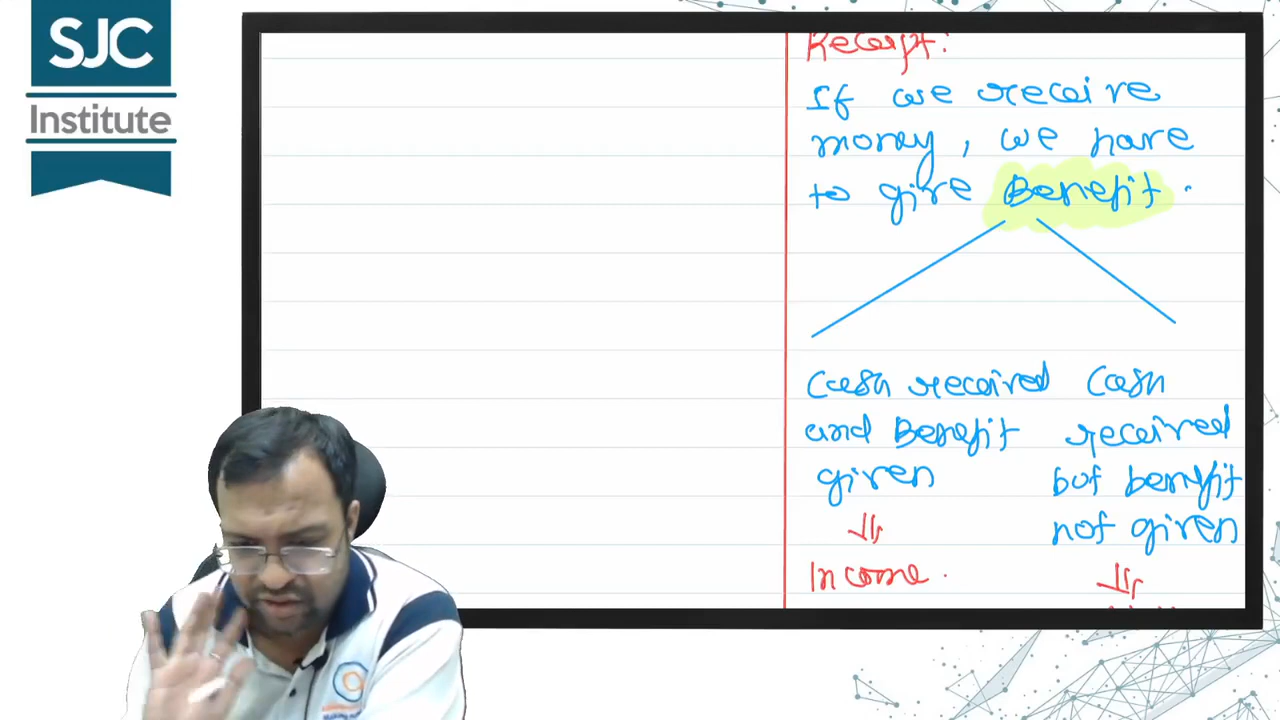 SJC
Institute
Receipt:
If we receive
money, we have
to give Benefit.
Cash received
and Benefit
given
Income.
Cash
received
but benefit
not given